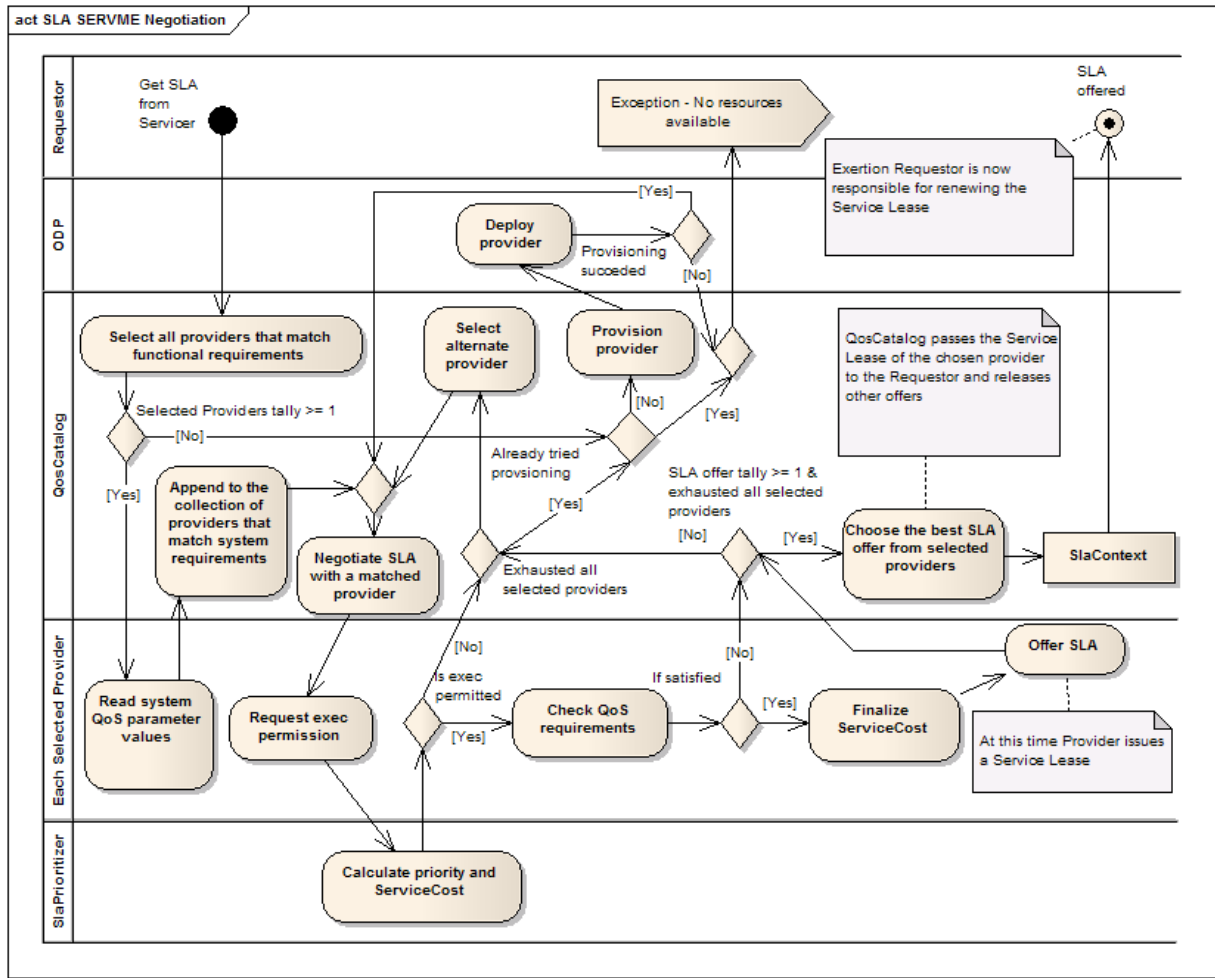 act SLA SERVME Negotiation
Requestor
Get SLA
from
Servicer
Exception - No resources
available
SLA
offered
Exertion Requestor is now
responsible for renewing the
Service Lease
ODP
[Yes]
Deploy
provider
Provisioning
succeded
[No]
QosCatalog
Select all providers that match
functional requirements
Select
alternate
provider
Provision
provider
QosCatalog passes the Service
Lease of the chosen provider
to the Requestor and releases
other offers
Selected Providers tally >= 1
[No]
[No]
[Yes]
Already tried
provsioning
[Yes]
Append to the
collection of
providers that
match system
requirements
SLA offer tally >= 1 &
exhausted all selected
providers
[Yes]
[No]
[Yes]
Choose the best SLA
offer from selected
providers
SlaContext
Negotiate SLA
with a matched
provider
Exhausted all
selected providers
Each Selected Provider
[No]
[No]
Offer SLA
Read system
QoS parameter
values
Request exec
permission
Is exec
permitted
[Yes]
Check QoS
requirements
If satisfied
[Yes]
Finalize
ServiceCost
At this time Provider issues
a Service Lease
SlaPrioritizer
Calculate priority and
ServiceCost